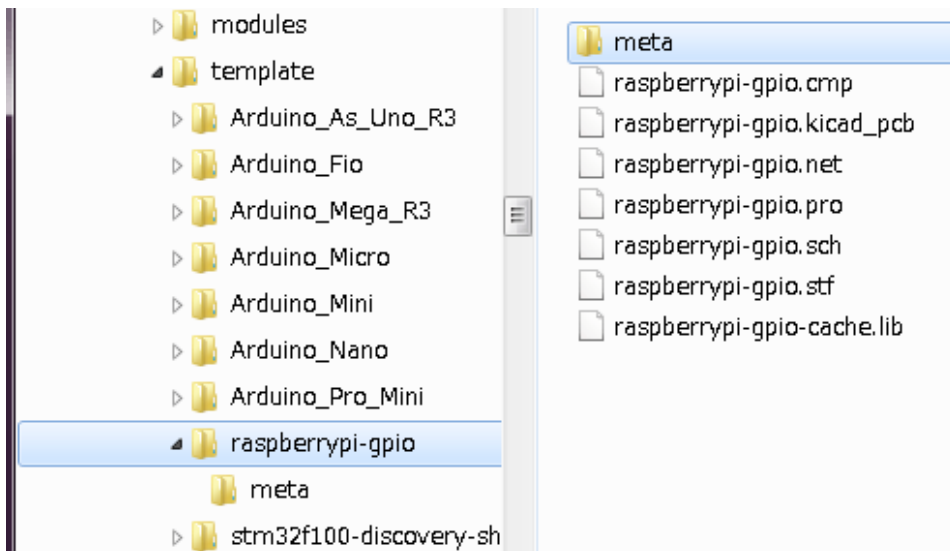 modules
template
Arduino_As_Uno_R3
Arduino_Fio
Arduino_Mega_R3
Arduino_Micro
Arduino_Mini
Arduino_Nano
Arduino_Pro_Mini
raspberrypi-gpio
meta
stm32f100-discovery-sh
meta
raspberrypi-gpio.cmp
raspberrypi-gpio.kicad_pcb
raspberrypi-gpio.net
raspberrypi-gpio.pro
raspberrypi-gpio.sch
raspberrypi-gpio.stf
raspberrypi-gpio-cache.lib